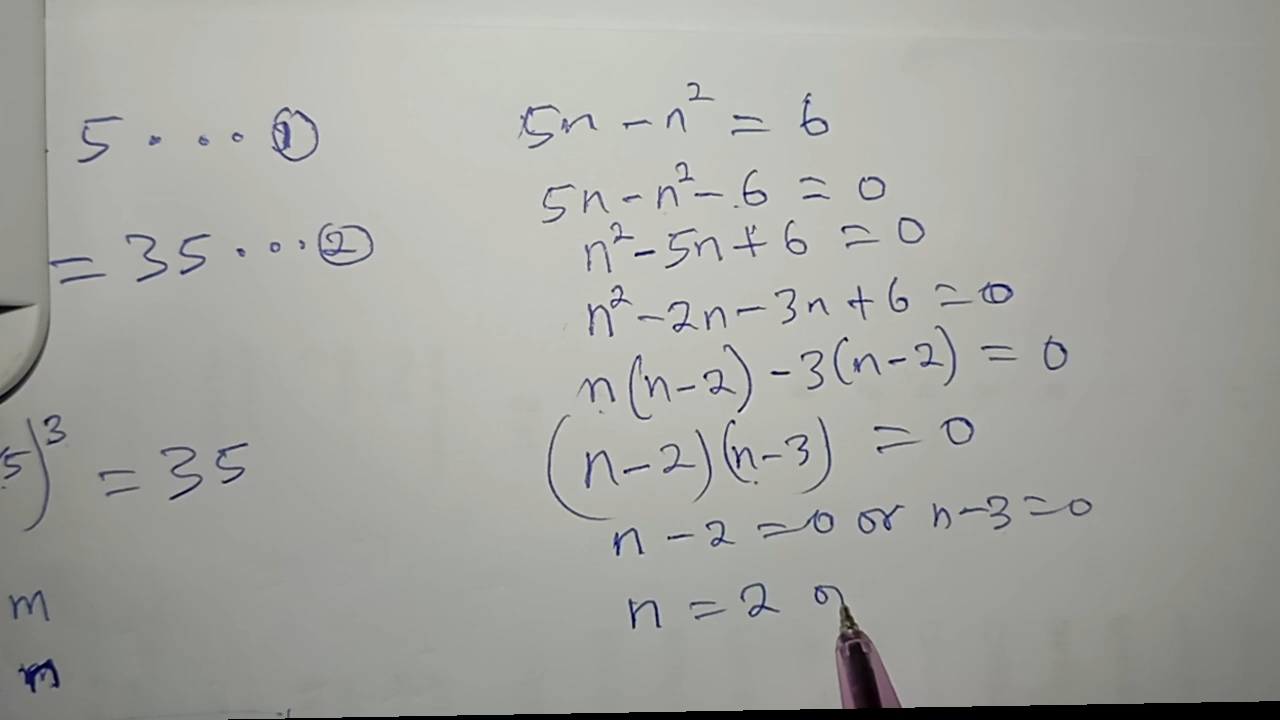 5 . . . ①
= 35 . . . ②
5)³ = 35
m
m
5n - n² = 6
5n - n² - 6 = 0
n² - 5n + 6 = 0
n² - 2n - 3n + 6 = 0
n(n-2) - 3(n-2) = 0
(n-2)(n-3) = 0
n - 2 = 0 or n - 3 = 0
n = 2 o